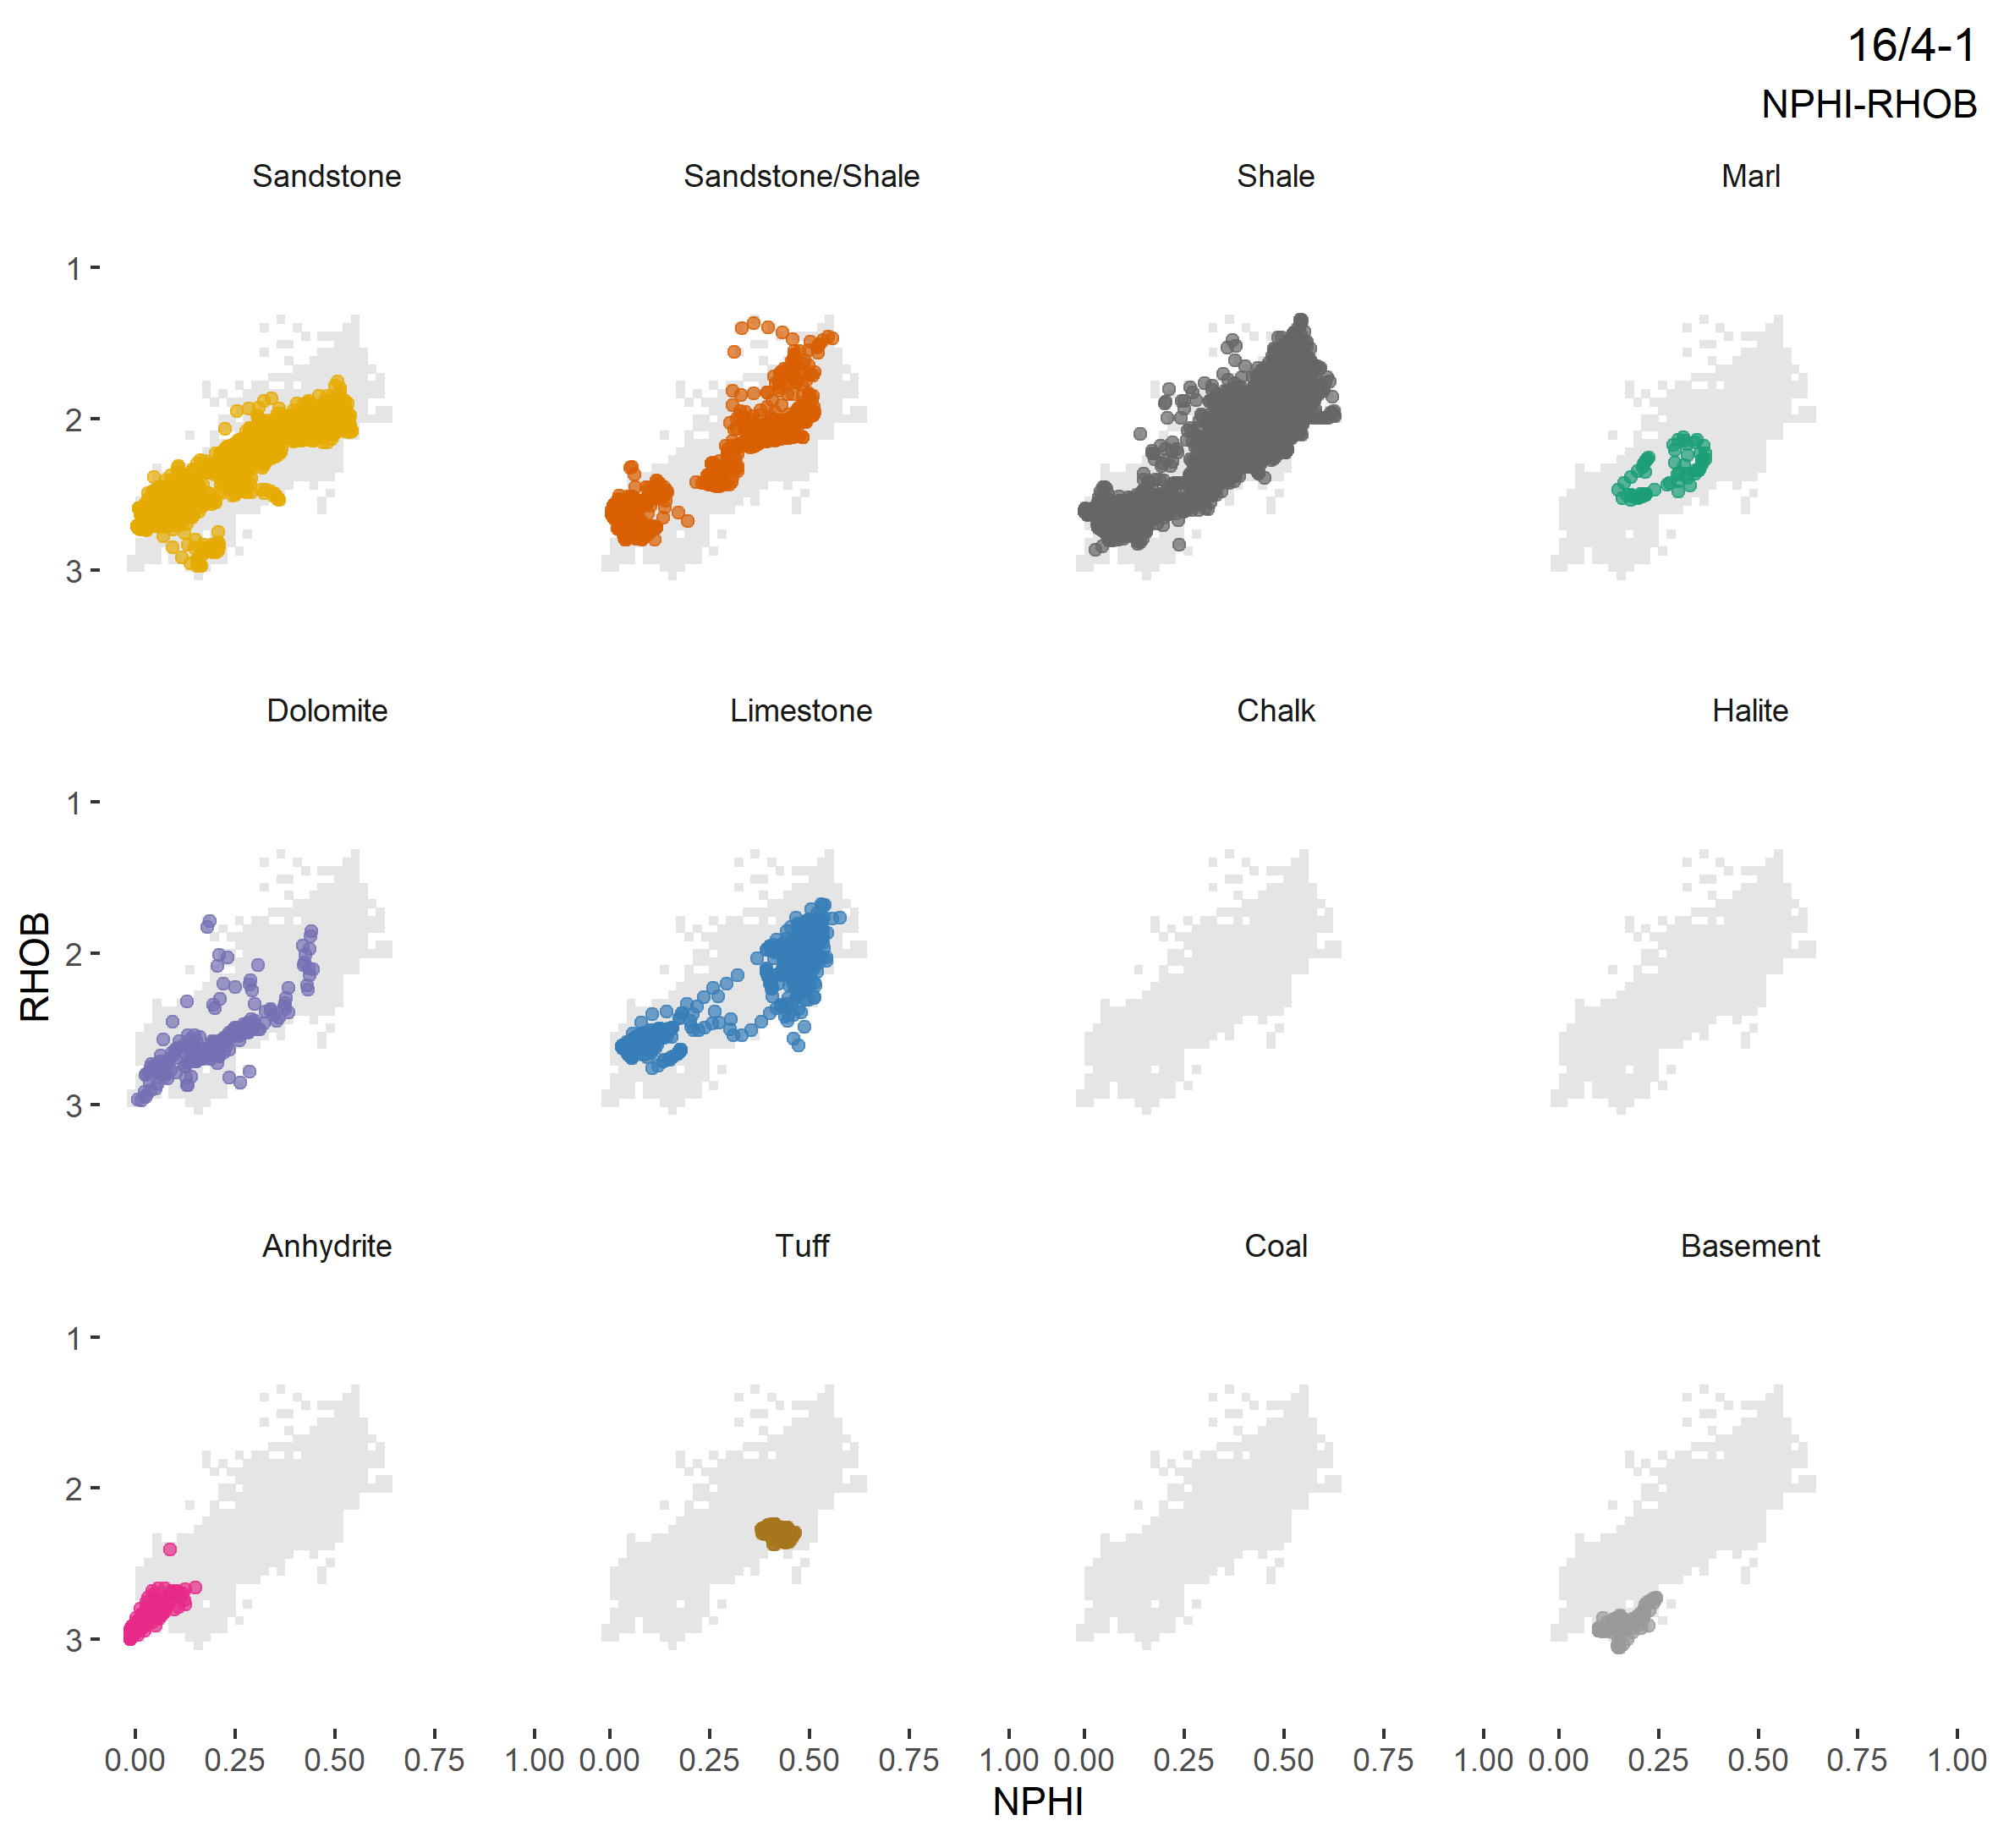 16/4-1
NPHI-RHOB
Sandstone Sandstone/Shale Shale Marl
1
2
3
Dolomite Limestone Chalk Halite
1
2
3
RHOB
Anhydrite Tuff Coal Basement
1
2
3
0.00 0.25 0.50 0.75 1.00 0.00 0.25 0.50 0.75 1.00 0.00 0.25 0.50 0.75 1.00 0.00 0.25 0.50 0.75 1.00
NPHI